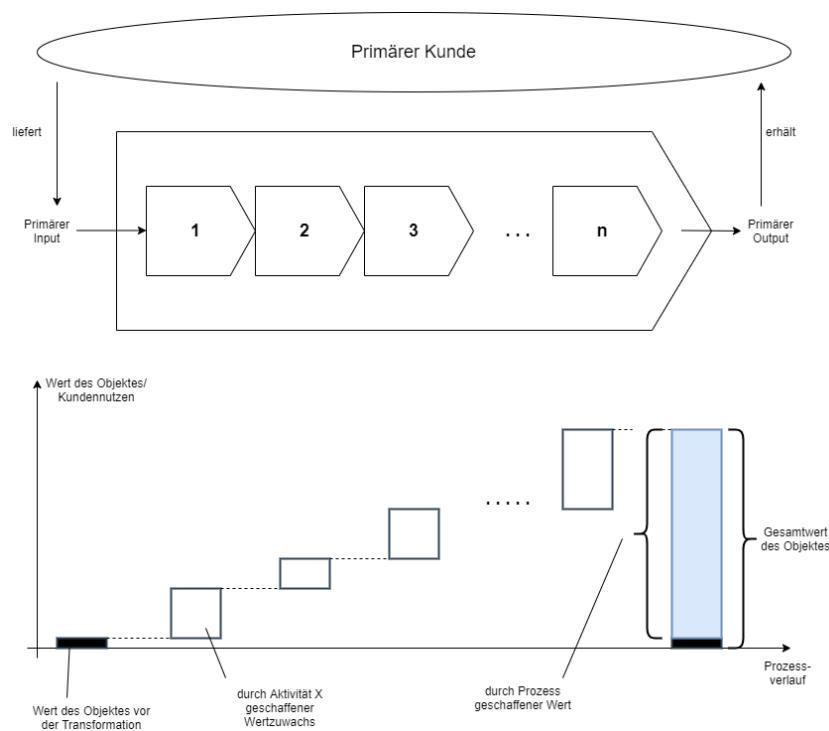 Primärer Kunde
liefert
erhält
Primärer
Input
1
2
3
. . .
n
Primärer
Output
Wert des Objektes/
Kundennutzen
. . . . .
Gesamtwert
des Objektes
Prozess-
verlauf
Wert des Objektes vor
der Transformation
durch Aktivität X
geschaffener
Wertzuwachs
durch Prozess
geschaffener Wert